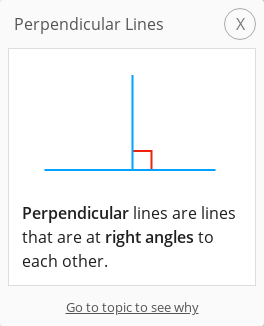 Perpendicular Lines
X
Perpendicular lines are lines
that are at right angles to
each other.
Go to topic to see why